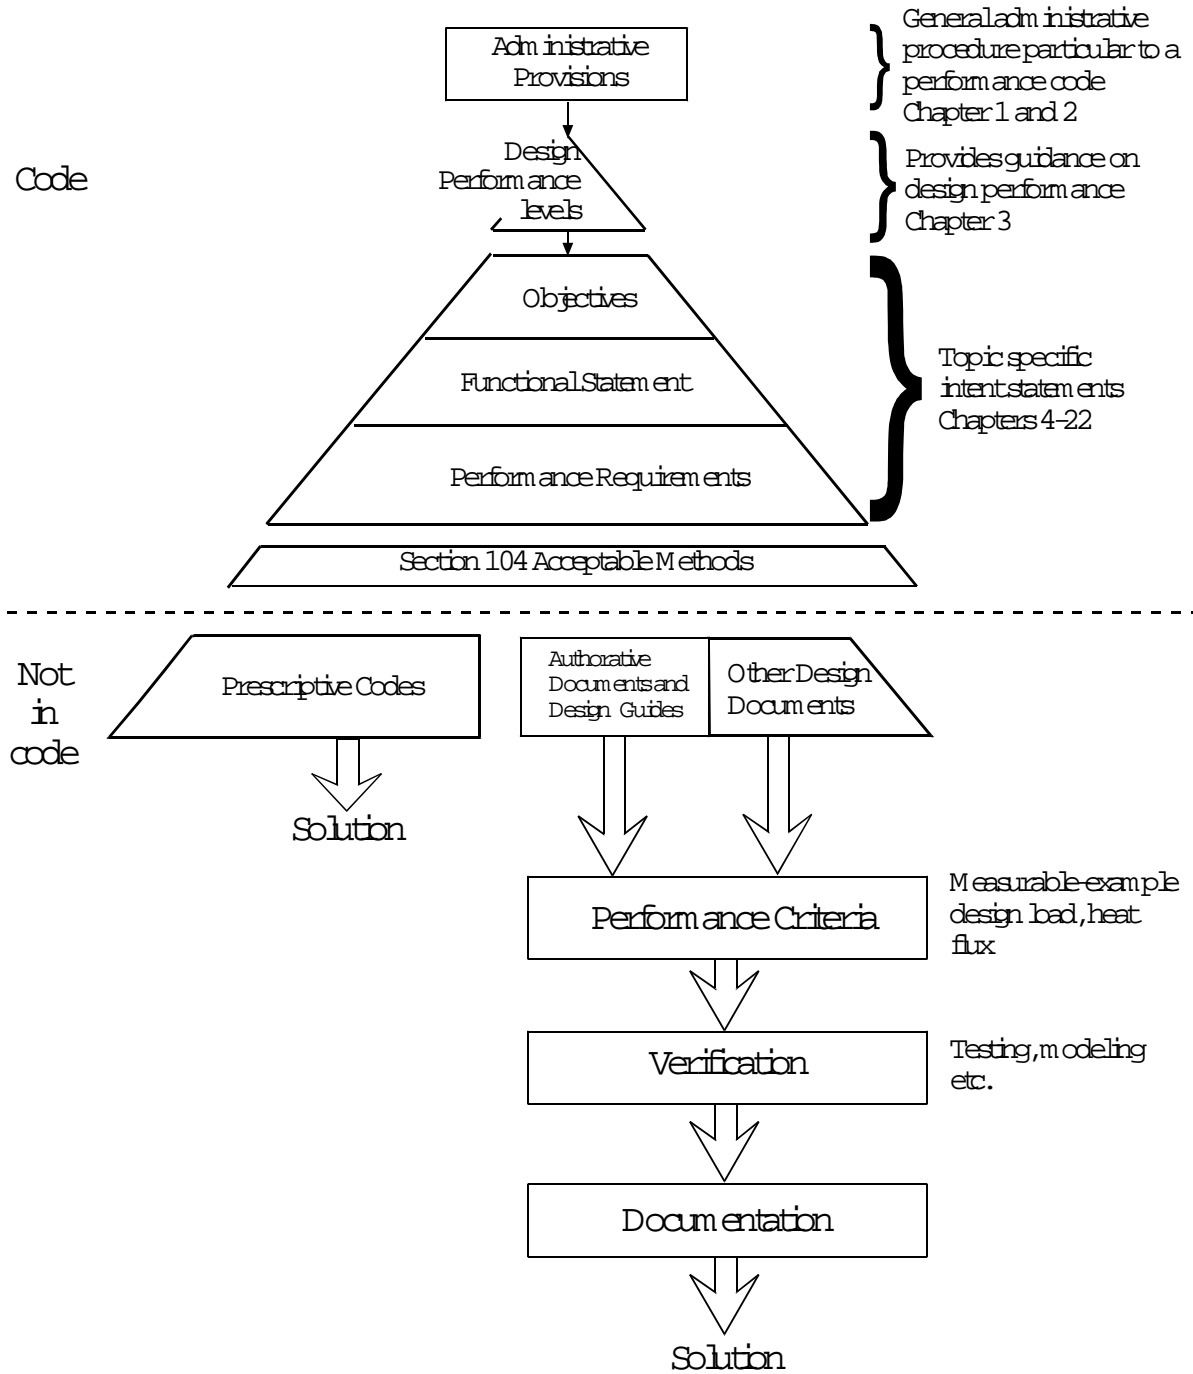 Administrative
Provisions
General administrative
procedure particular to a
performance code
Chapter 1 and 2
Code
Design
Performance
levels
Provides guidance on
design performance
Chapter 3
Objectives
Functional Statement
Performance Requirements
Topic specific
intent statements
Chapters 4-22
Section 104 Acceptable Methods
Not
in
code
Prescriptive Codes
Solution
Authorative
Documents and
Design Guides
Other Design
Documents
Performance Criteria
Measurable-example
design load, heat
flux
Verification
Testing, modeling
etc.
Documentation
Solution